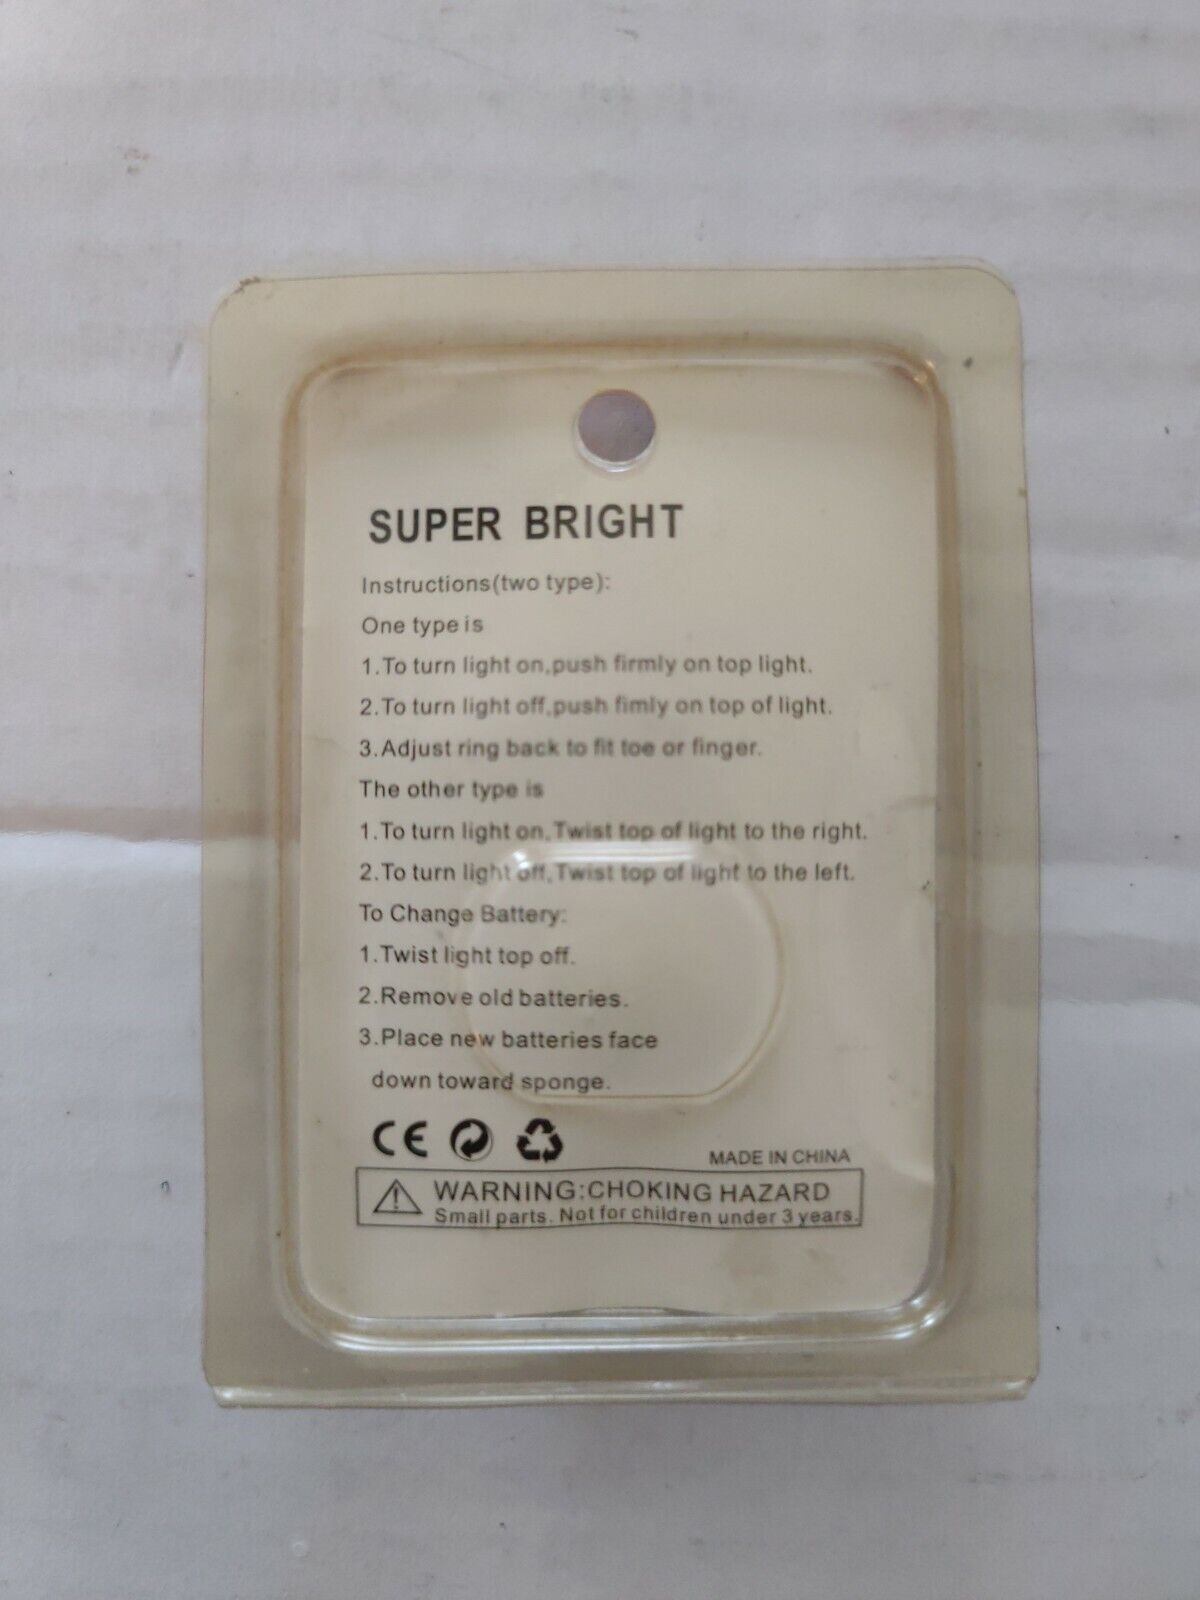 SUPER BRIGHT
Instructions(two type):
One type is
1.To turn light on,push firmly on top light.
2.To turn light off,push fimly on top of light.
3.Adjust ring back to fit toe or finger.
The other type is
1.To turn light on,Twist top of light to the right.
2.To turn light off,Twist top of light to the left.
To Change Battery:
1.Twist light top off.
2.Remove old batteries.
3.Place new batteries face
down toward sponge.
CE
MADE IN CHINA
WARNING:CHOKING HAZARD
Small parts. Not for children under 3 years.